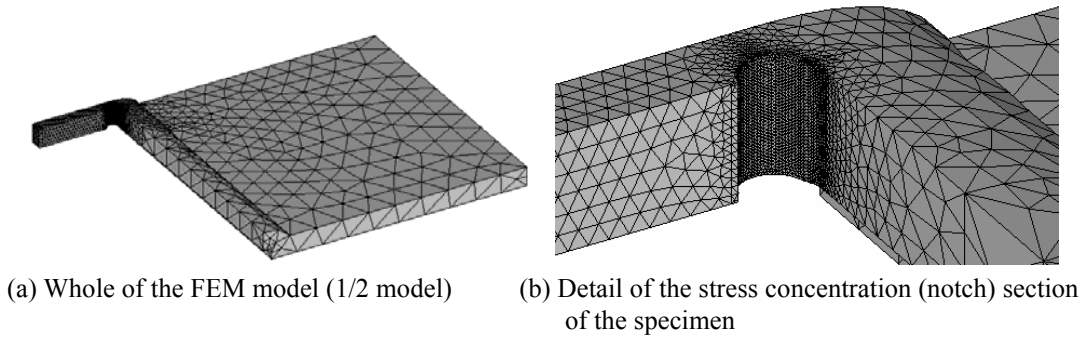 (a) Whole of the FEM model (1/2 model)
(b) Detail of the stress concentration (notch) section
of the specimen